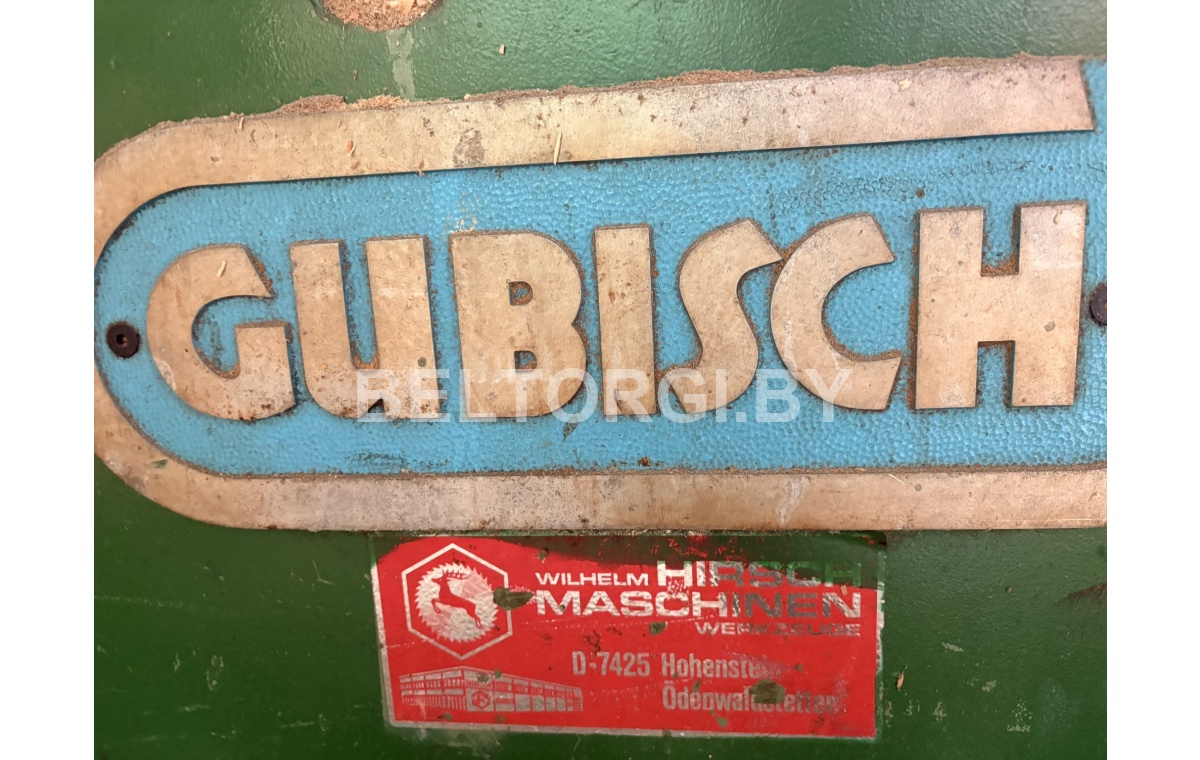 GUBISCH
BELTORGI.BY
WILHELM HIRSCH
MASCHINEN
WERKZEUGE
D-7425 Hohenstein-
Ödenwaldstetten